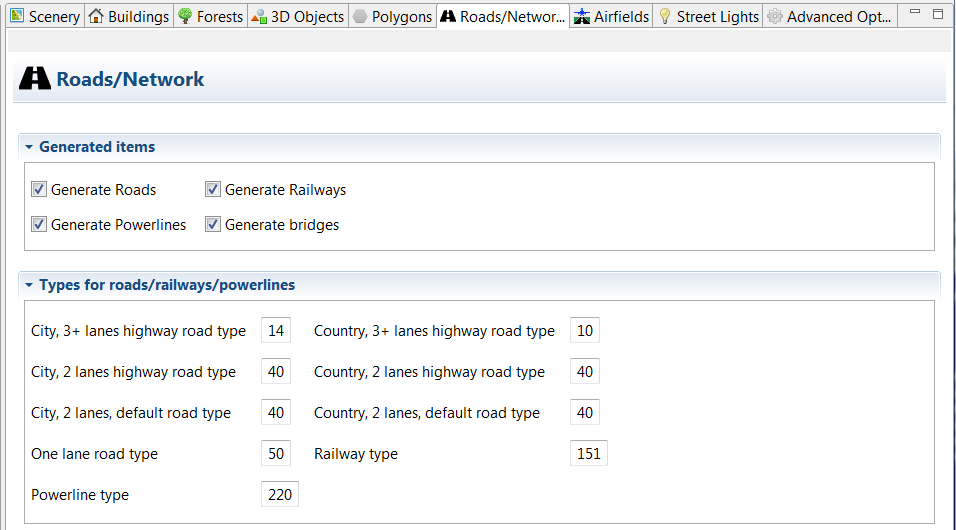 Scenery Buildings Forests 3D Objects Polygons Roads/Networ... Airfields Street Lights Advanced Opt...
Roads/Network
Generated items
Generate Roads Generate Railways
Generate Powerlines Generate bridges
Types for roads/railways/powerlines
City, 3+ lanes highway road type 14 Country, 3+ lanes highway road type 10
City, 2 lanes highway road type 40 Country, 2 lanes highway road type 40
City, 2 lanes, default road type 40 Country, 2 lanes, default road type 40
One lane road type 50 Railway type 151
Powerline type 220